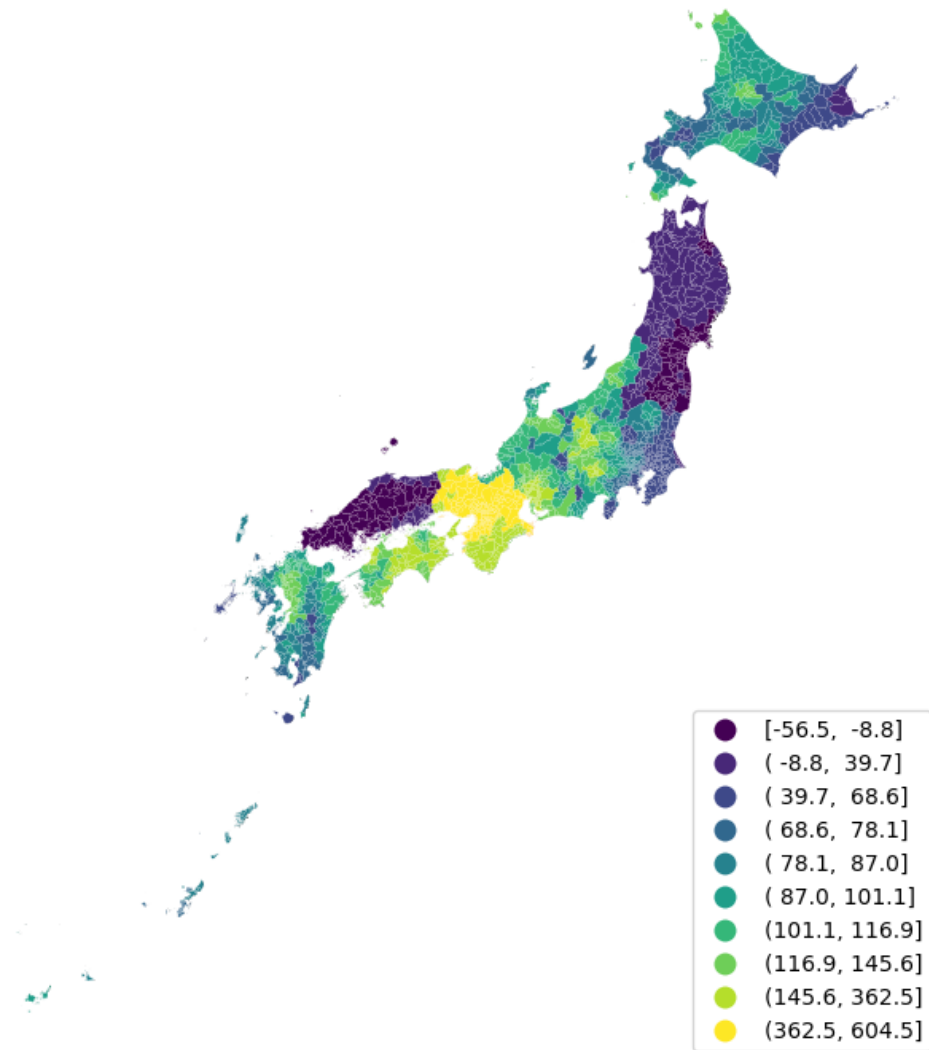 [-56.5, -8.8]
( -8.8, 39.7]
( 39.7, 68.6]
( 68.6, 78.1]
( 78.1, 87.0]
( 87.0, 101.1]
(101.1, 116.9]
(116.9, 145.6]
(145.6, 362.5]
(362.5, 604.5]